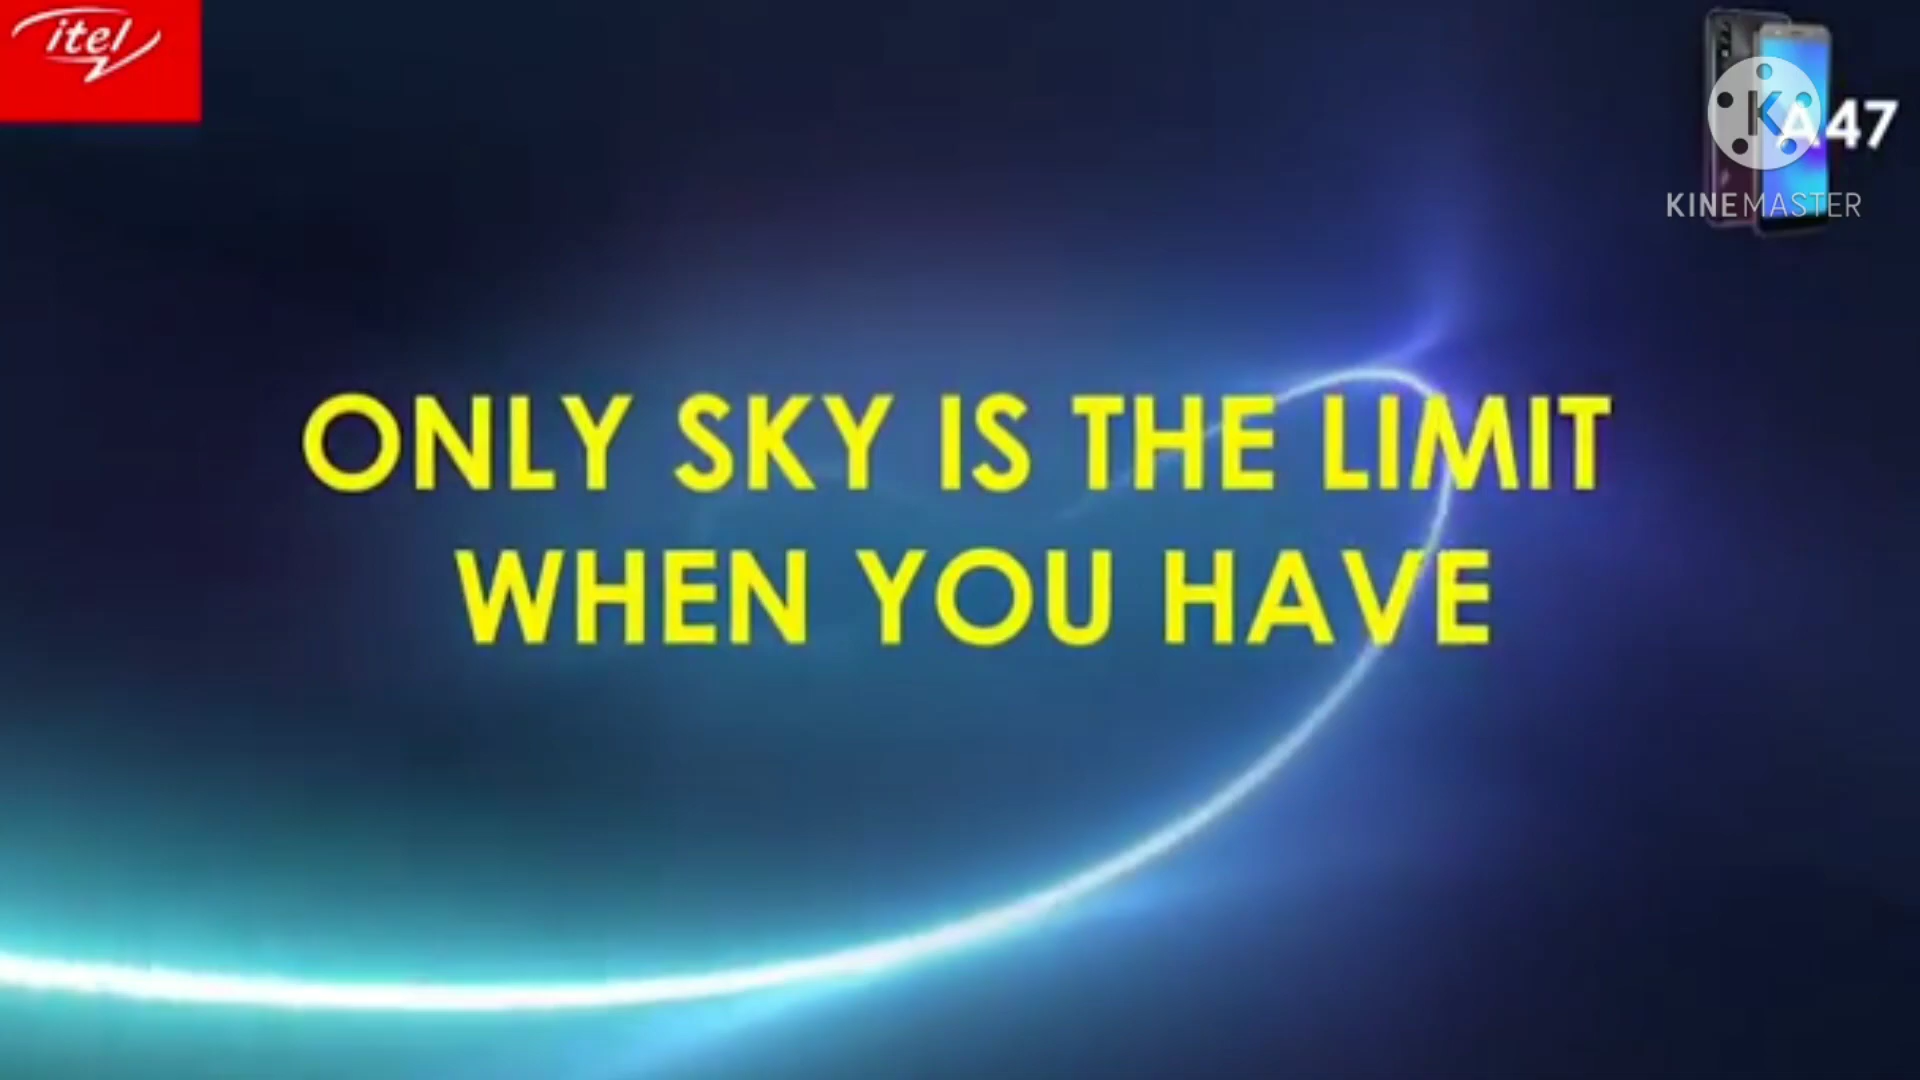 itel
A47
KINEMASTER
ONLY SKY IS THE LIMIT
WHEN YOU HAVE